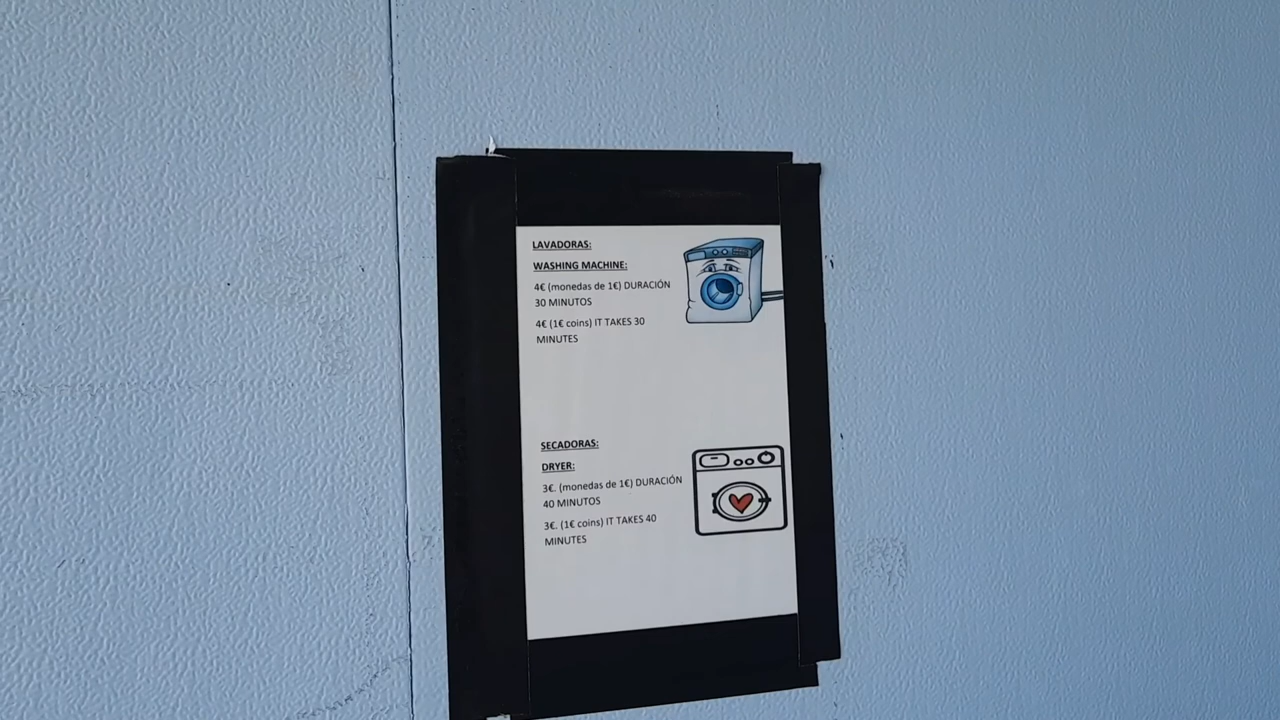 LAVADORAS:
WASHING MACHINE:
4€ (monedas de 1€) DURACIÓN
30 MINUTOS
4€ (1€ coins) IT TAKES 30
MINUTES
SECADORAS:
DRYER:
3€. (monedas de 1€) DURACIÓN
40 MINUTOS
3€. (1€ coins) IT TAKES 40
MINUTES